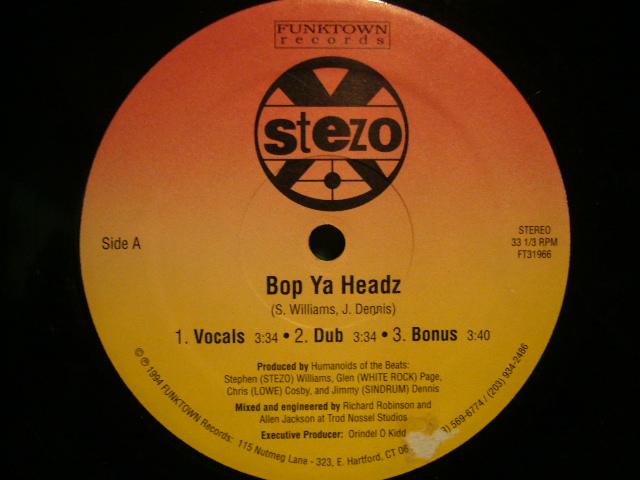 FUNKTOWN
records
stezo
Side A
STEREO
33 1/3 RPM
FT31966
Bop Ya Headz
(S. Williams, J. Dennis)
1. Vocals 3:34 • 2. Dub 3:34 • 3. Bonus 3:40
Produced by Humanoids of the Beats:
Stephen (STEZO) Williams, Glen (WHITE ROCK) Page,
Chris (LOWE) Cosby, and Jimmy (SINDRUM) Dennis
Mixed and engineered by Richard Robinson and
Allen Jackson at Trod Nossel Studios
Executive Producer: Orindel O Kidd
© ℗ 1994 FUNKTOWN Records: 115 Nutmeg Lane - 323, E. Hartford, CT 06 3) 569-6774 / (203) 934-2486